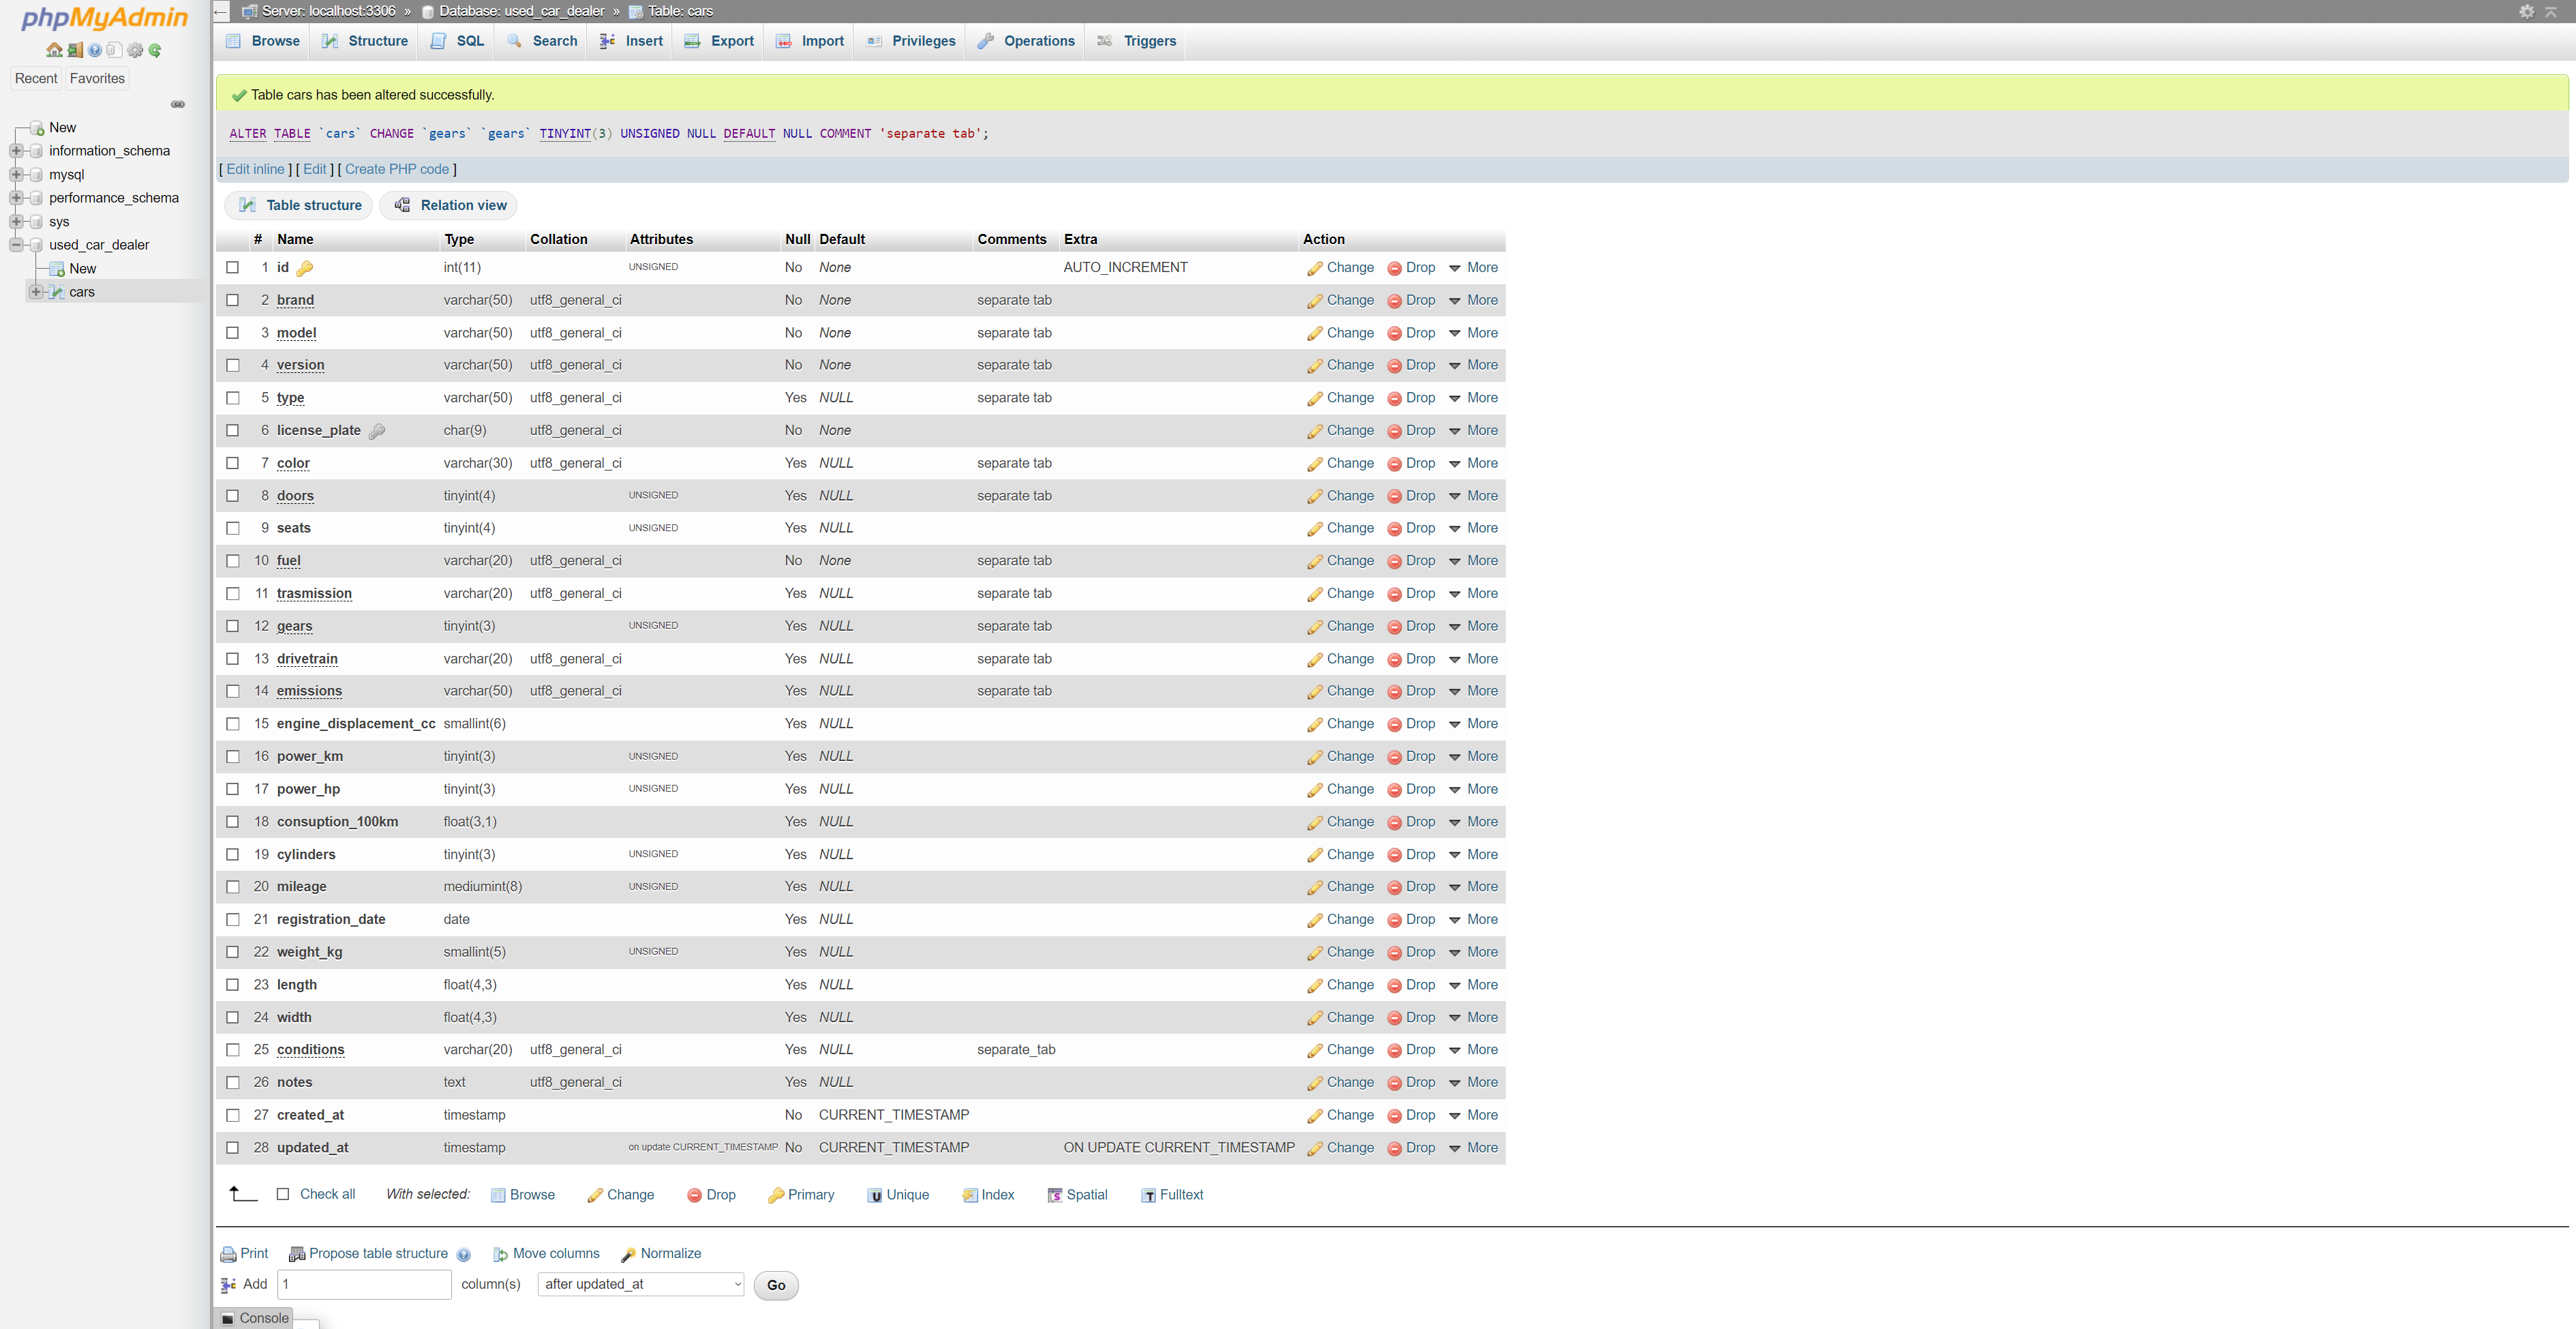 phpMyAdmin
Recent Favorites
New
information_schema
mysql
performance_schema
sys
used_car_dealer
New
cars
Server: localhost:3306 » Database: used_car_dealer » Table: cars
Browse Structure SQL Search Insert Export Import Privileges Operations Triggers
Table cars has been altered successfully.
ALTER TABLE `cars` CHANGE `gears` `gears` TINYINT(3) UNSIGNED NULL DEFAULT NULL COMMENT 'separate tab';
[ Edit inline ] [ Edit ] [ Create PHP code ]
Table structure Relation view
# Name Type Collation Attributes Null Default Comments Extra Action
1 id int(11) UNSIGNED No None AUTO_INCREMENT Change Drop More
2 brand varchar(50) utf8_general_ci No None separate tab Change Drop More
3 model varchar(50) utf8_general_ci No None separate tab Change Drop More
4 version varchar(50) utf8_general_ci No None separate tab Change Drop More
5 type varchar(50) utf8_general_ci Yes NULL separate tab Change Drop More
6 license_plate char(9) utf8_general_ci No None Change Drop More
7 color varchar(30) utf8_general_ci Yes NULL separate tab Change Drop More
8 doors tinyint(4) UNSIGNED Yes NULL separate tab Change Drop More
9 seats tinyint(4) UNSIGNED Yes NULL Change Drop More
10 fuel varchar(20) utf8_general_ci No None separate tab Change Drop More
11 trasmission varchar(20) utf8_general_ci Yes NULL separate tab Change Drop More
12 gears tinyint(3) UNSIGNED Yes NULL separate tab Change Drop More
13 drivetrain varchar(20) utf8_general_ci Yes NULL separate tab Change Drop More
14 emissions varchar(50) utf8_general_ci Yes NULL separate tab Change Drop More
15 engine_displacement_cc smallint(6) Yes NULL Change Drop More
16 power_km tinyint(3) UNSIGNED Yes NULL Change Drop More
17 power_hp tinyint(3) UNSIGNED Yes NULL Change Drop More
18 consuption_100km float(3,1) Yes NULL Change Drop More
19 cylinders tinyint(3) UNSIGNED Yes NULL Change Drop More
20 mileage mediumint(8) UNSIGNED Yes NULL Change Drop More
21 registration_date date Yes NULL Change Drop More
22 weight_kg smallint(5) UNSIGNED Yes NULL Change Drop More
23 length float(4,3) Yes NULL Change Drop More
24 width float(4,3) Yes NULL Change Drop More
25 conditions varchar(20) utf8_general_ci Yes NULL separate_tab Change Drop More
26 notes text utf8_general_ci Yes NULL Change Drop More
27 created_at timestamp No CURRENT_TIMESTAMP Change Drop More
28 updated_at timestamp on update CURRENT_TIMESTAMP No CURRENT_TIMESTAMP ON UPDATE CURRENT_TIMESTAMP Change Drop More
Check all With selected: Browse Change Drop Primary Unique Index Spatial Fulltext
Print Propose table structure Move columns Normalize
Add 1 column(s) after updated_at Go
Console